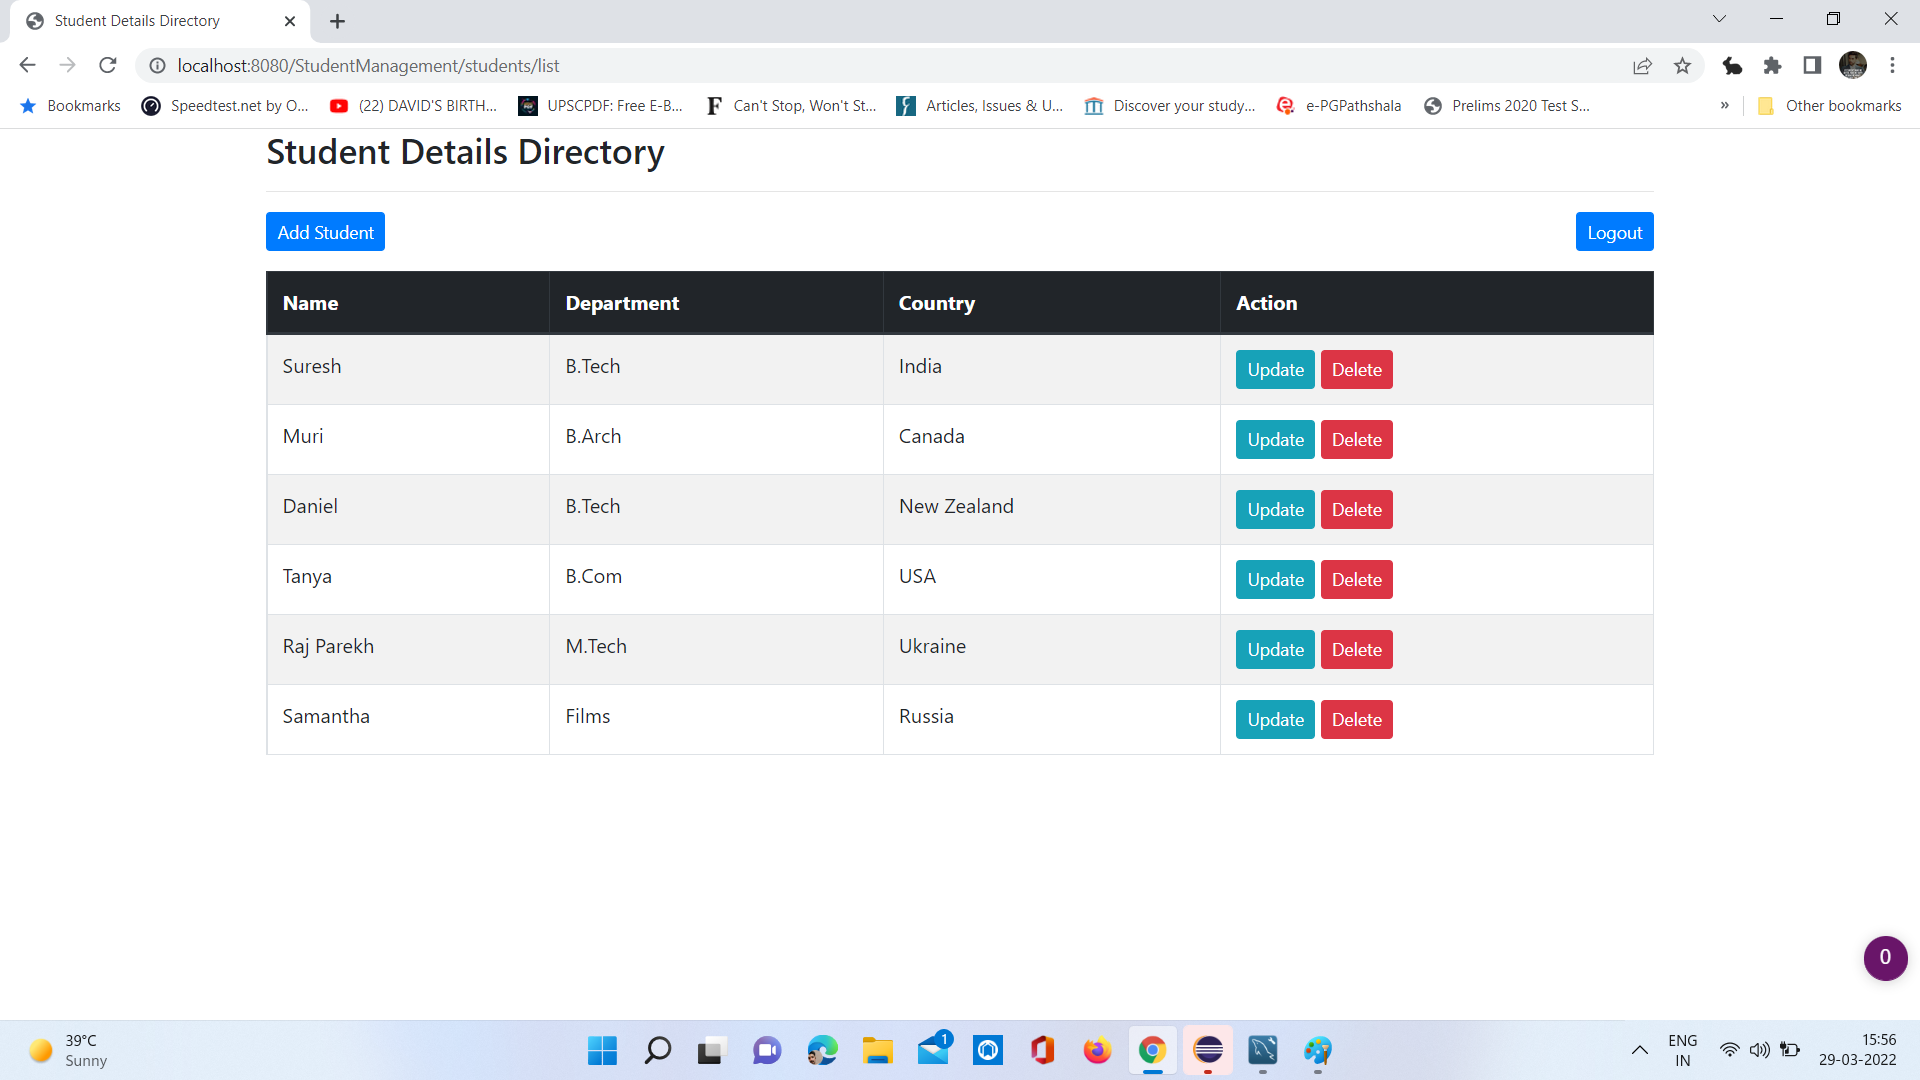 Student Details Directory
localhost:8080/StudentManagement/students/list
Bookmarks Speedtest.net by O... (22) DAVID'S BIRTH... UPSCPDF: Free E-B... Can't Stop, Won't St... Articles, Issues & U... Discover your study... e-PGPathshala Prelims 2020 Test S... » Other bookmarks
Student Details Directory
Add Student Logout
Name Department Country Action
Suresh B.Tech India Update Delete
Muri B.Arch Canada Update Delete
Daniel B.Tech New Zealand Update Delete
Tanya B.Com USA Update Delete
Raj Parekh M.Tech Ukraine Update Delete
Samantha Films Russia Update Delete
0
39°C
Sunny
1
ENG
IN
15:56
29-03-2022